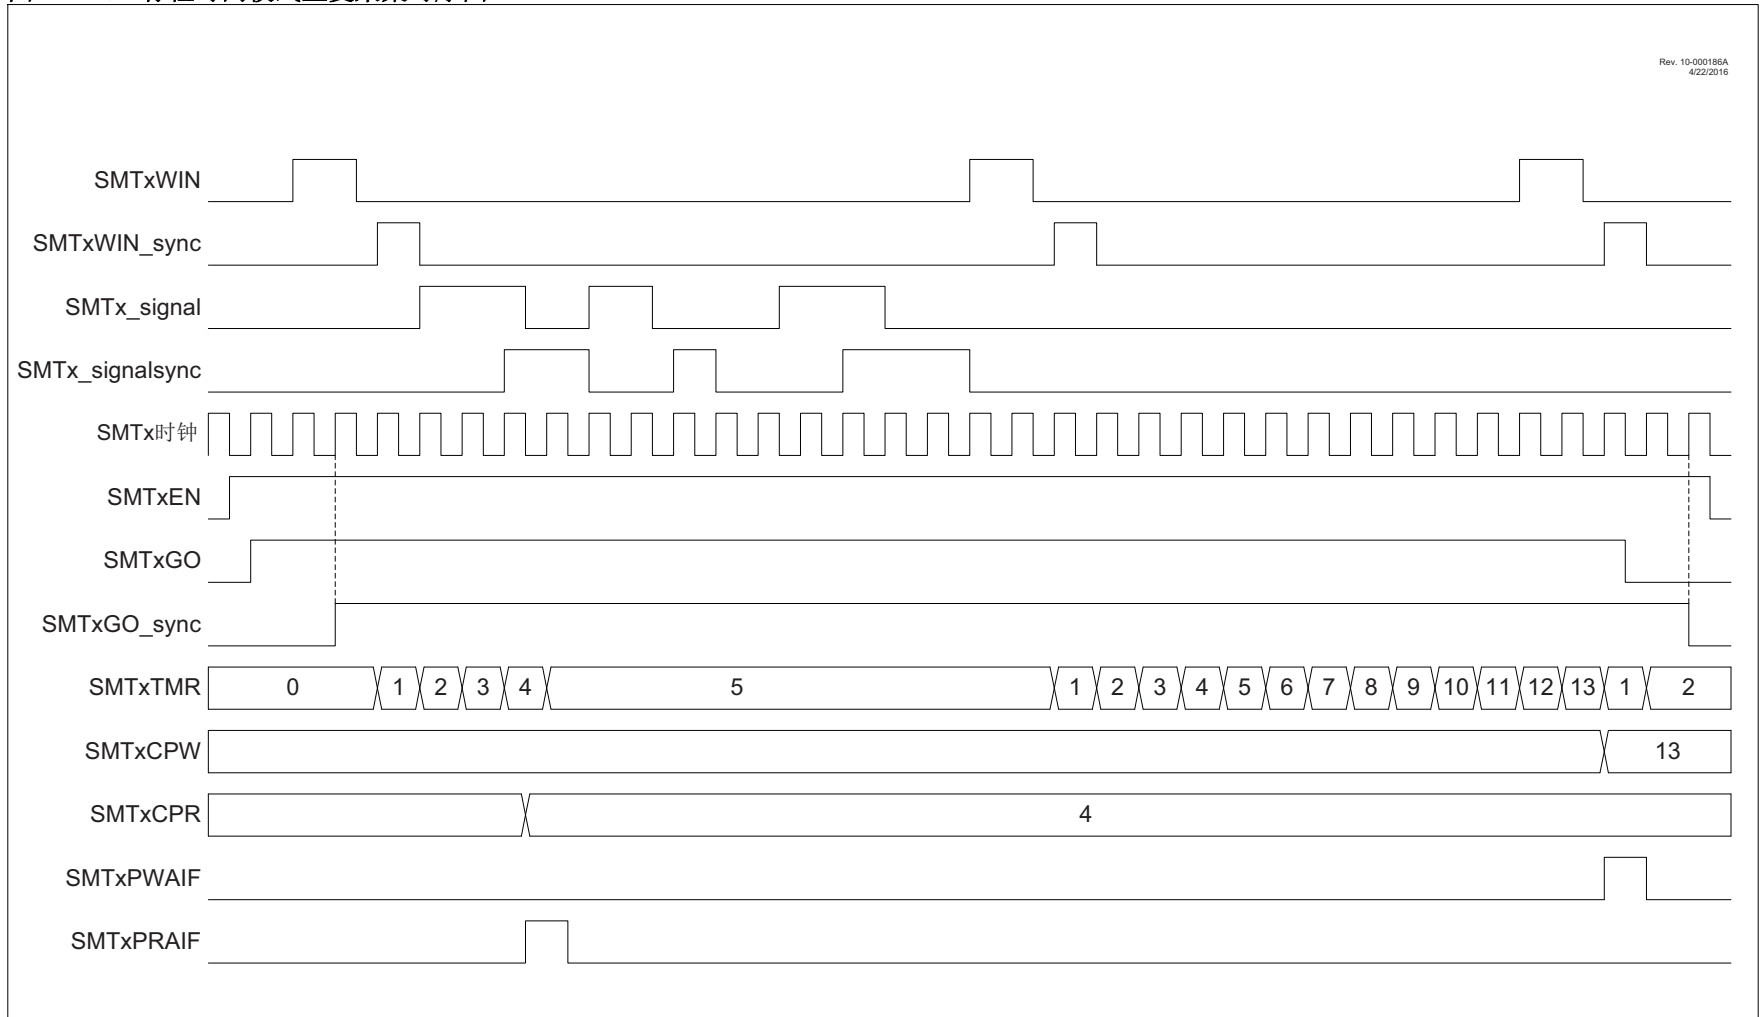 Rev. 10-000186A
4/22/2016
SMTxWIN
SMTxWIN_sync
SMTx_signal
SMTx_signalsync
SMTx时钟
SMTxEN
SMTxGO
SMTxGO_sync
SMTxTMR 0 1 2 3 4 5 1 2 3 4 5 6 7 8 9 10 11 12 13 1 2
SMTxCPW 13
SMTxCPR 4
SMTxPWAIF
SMTxPRAIF